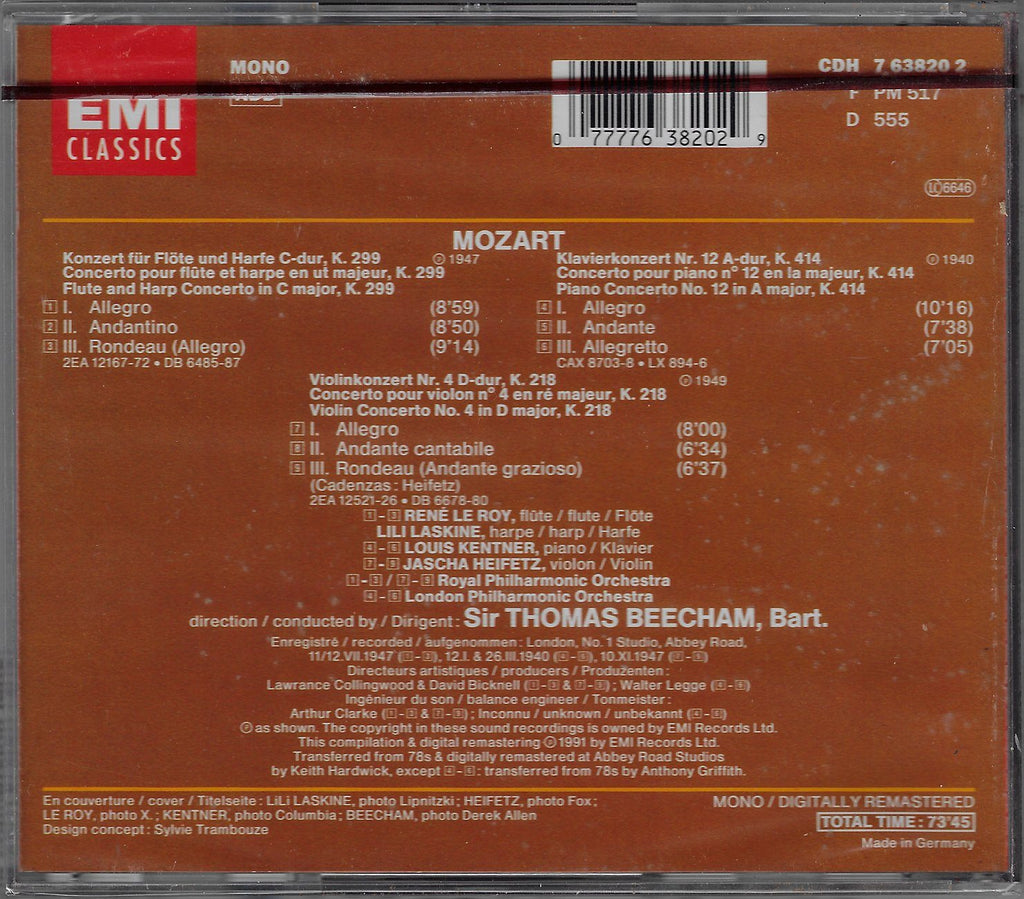 EMI
CLASSICS
MONO
ADD
0 77776 38202 9
CDH 7 63820 2
F PM 517
D 555
LC 6646
MOZART
Konzert für Flöte und Harfe C-dur, K. 299 ℗ 1947
Concerto pour flûte et harpe en ut majeur, K. 299
Flute and Harp Concerto in C major, K. 299
1 I. Allegro (8'59)
2 II. Andantino (8'50)
3 III. Rondeau (Allegro) (9'14)
2EA 12167-72 • DB 6485-87
Klavierkonzert Nr. 12 A-dur, K. 414 ℗ 1940
Concerto pour piano n° 12 en la majeur, K. 414
Piano Concerto No. 12 in A major, K. 414
4 I. Allegro (10'16)
5 II. Andante (7'38)
6 III. Allegretto (7'05)
CAX 8703-8 • LX 894-6
Violinkonzert Nr. 4 D-dur, K. 218 ℗ 1949
Concerto pour violon n° 4 en ré majeur, K. 218
Violin Concerto No. 4 in D major, K. 218
7 I. Allegro (8'00)
8 II. Andante cantabile (6'34)
9 III. Rondeau (Andante grazioso) (6'37)
(Cadenzas: Heifetz)
2EA 12521-26 • DB 6678-80
1-3 RENÉ LE ROY, flûte / flute / Flöte
LILI LASKINE, harpe / harp / Harfe
4-6 LOUIS KENTNER, piano / Klavier
7-9 JASCHA HEIFETZ, violon / Violin
1-3 / 7-9 Royal Philharmonic Orchestra
4-6 London Philharmonic Orchestra
direction / conducted by / Dirigent: Sir THOMAS BEECHAM, Bart.
Enregistré / recorded / aufgenommen: London, No. 1 Studio, Abbey Road,
11/12.VII.1947 (1-3), 12.I. & 26.III.1940 (4-6), 10.XI.1947 (7-9)
Directeurs artistiques / producers / Produzenten:
Lawrance Collingwood & David Bicknell (1-3 & 7-9); Walter Legge (4-6)
Ingénieur du son / balance engineer / Tonmeister:
Arthur Clarke (1-3 & 7-9); Inconnu / unknown / unbekannt (4-6)
℗ as shown. The copyright in these sound recordings is owned by EMI Records Ltd.
This compilation & digital remastering ℗ 1991 by EMI Records Ltd.
Transferred from 78s & digitally remastered at Abbey Road Studios
by Keith Hardwick, except 4-6: transferred from 78s by Anthony Griffith.
En couverture / cover / Titelseite: LiLi LASKINE, photo Lipnitzki; HEIFETZ, photo Fox;
LE ROY, photo X.; KENTNER, photo Columbia; BEECHAM, photo Derek Allen
Design concept: Sylvie Trambouze
MONO / DIGITALLY REMASTERED
TOTAL TIME: 73'45
Made in Germany